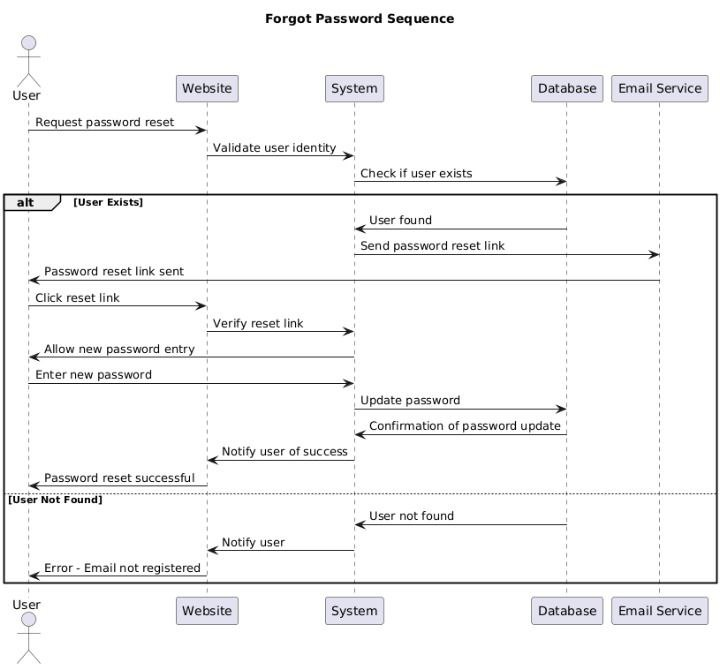 Forgot Password Sequence
User
Website
System
Database
Email Service
Request password reset
Validate user identity
Check if user exists
alt
[User Exists]
User found
Send password reset link
Password reset link sent
Click reset link
Verify reset link
Allow new password entry
Enter new password
Update password
Confirmation of password update
Notify user of success
Password reset successful
[User Not Found]
User not found
Notify user
Error - Email not registered
User
Website
System
Database
Email Service